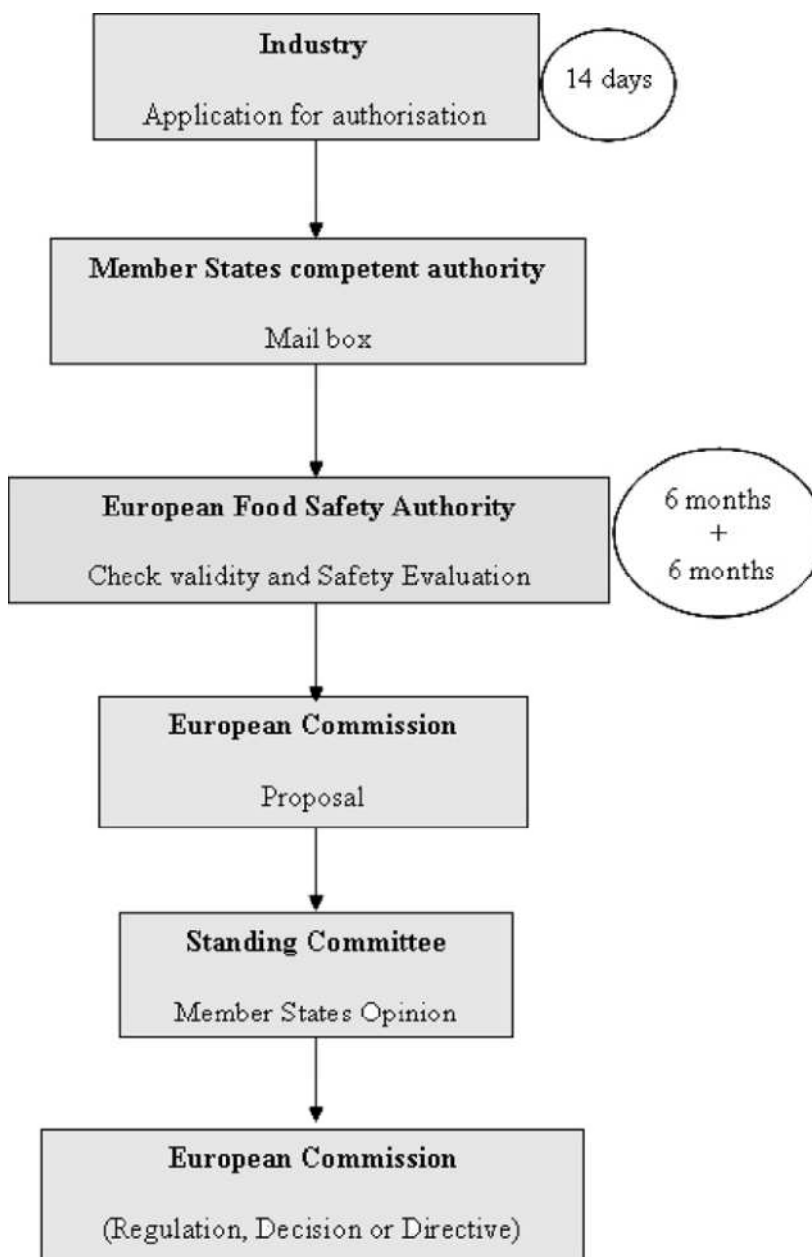 Industry
Application for authorisation
14 days
Member States competent authority
Mail box
European Food Safety Authority
Check validity and Safety Evaluation
6 months
+
6 months
European Commission
Proposal
Standing Committee
Member States Opinion
European Commission
(Regulation, Decision or Directive)